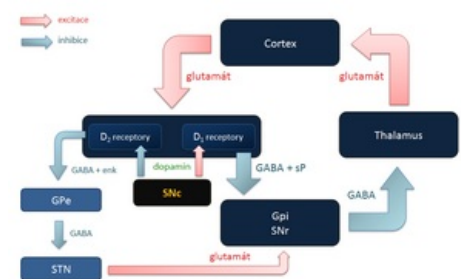 excitace
inhibice
Cortex
glutamát
glutamát
D2 receptory
D1 receptory
Thalamus
GABA + enk
dopamin
GABA + sP
GABA
SNc
GPe
Gpi
SNr
GABA
STN
glutamát